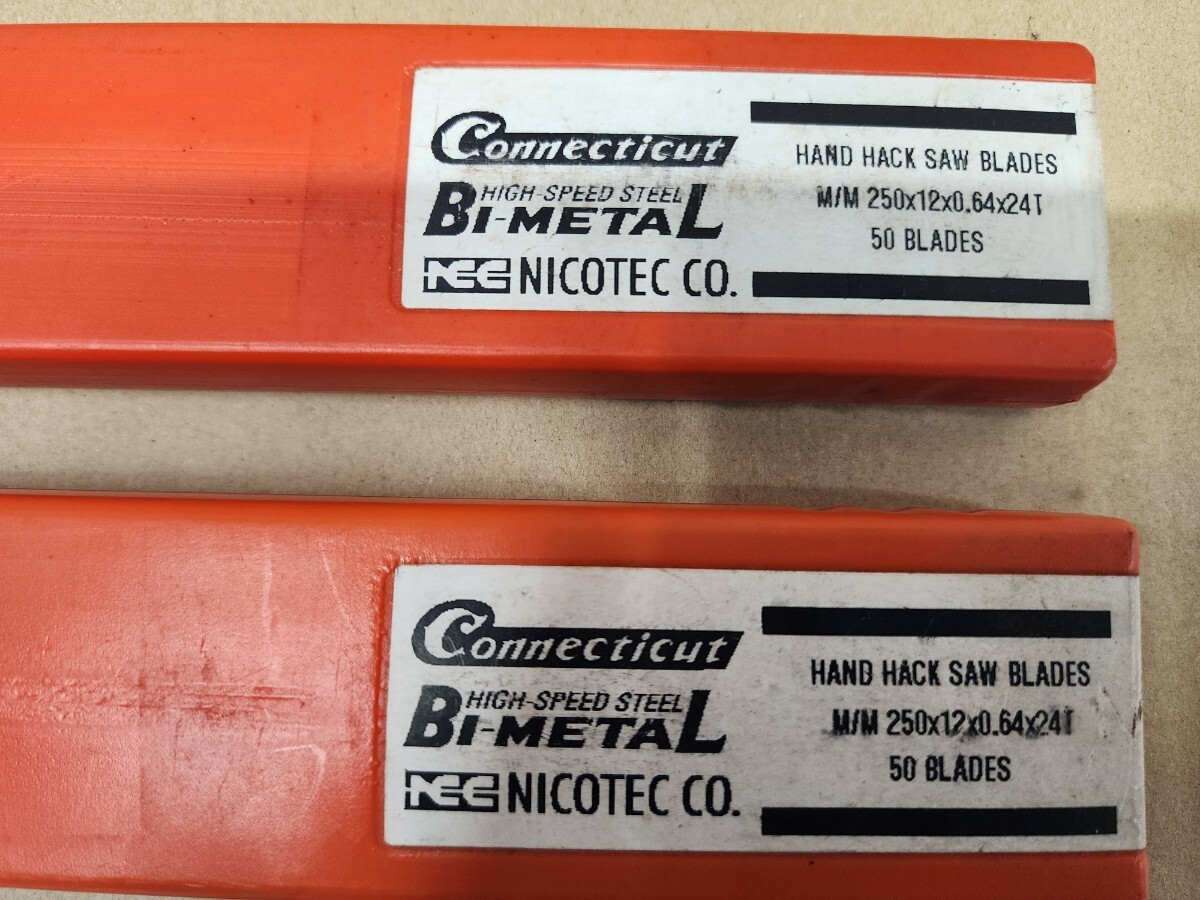 Connecticut
HIGH-SPEED STEEL
BI-METAL
NCC NICOTEC CO.
HAND HACK SAW BLADES
M/M 250x12x0.64x24T
50 BLADES
Connecticut
HIGH-SPEED STEEL
BI-METAL
NCC NICOTEC CO.
HAND HACK SAW BLADES
M/M 250x12x0.64x24T
50 BLADES